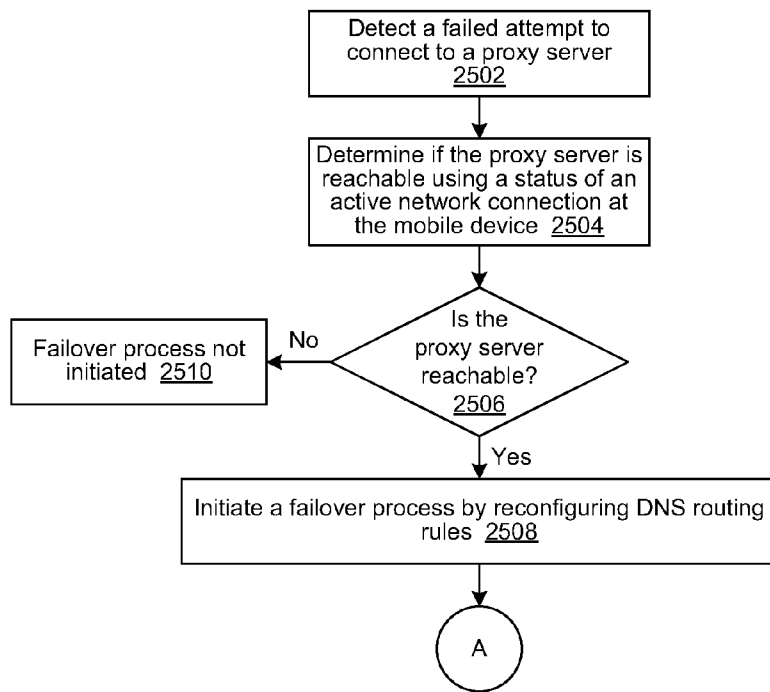 Detect a failed attempt to
connect to a proxy server
2502
Determine if the proxy server is
reachable using a status of an
active network connection at
the mobile device 2504
Is the
proxy server
reachable?
2506
No
Failover process not
initiated 2510
Yes
Initiate a failover process by reconfiguring DNS routing
rules 2508
A